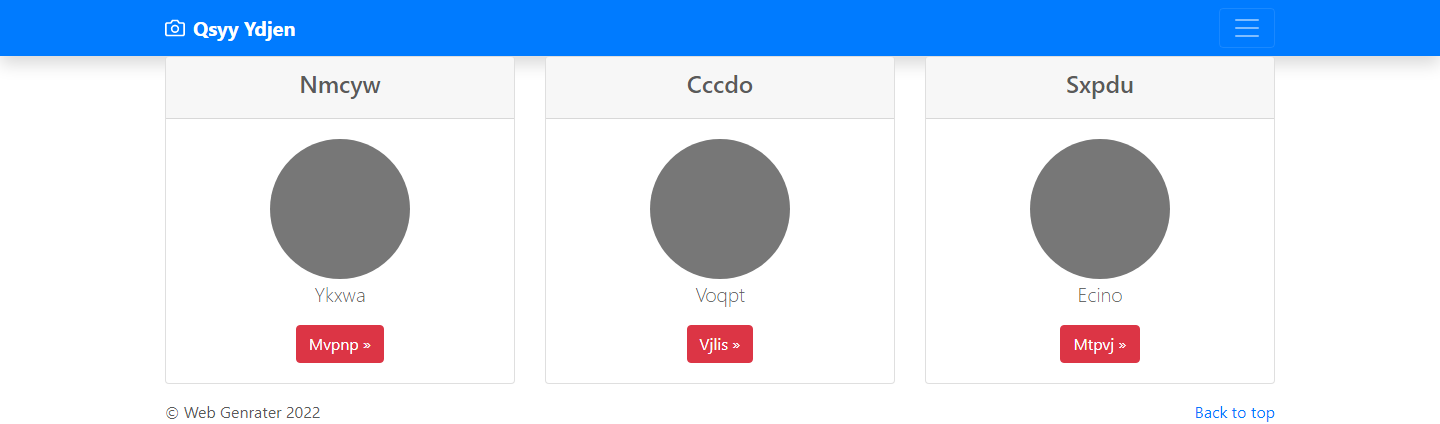 Qsyy Ydjen
Nmcyw
Cccdo
Sxpdu
Ykxwa
Voqpt
Ecino
Mvpnp »
Vjlis »
Mtpvj »
© Web Genrater 2022
Back to top